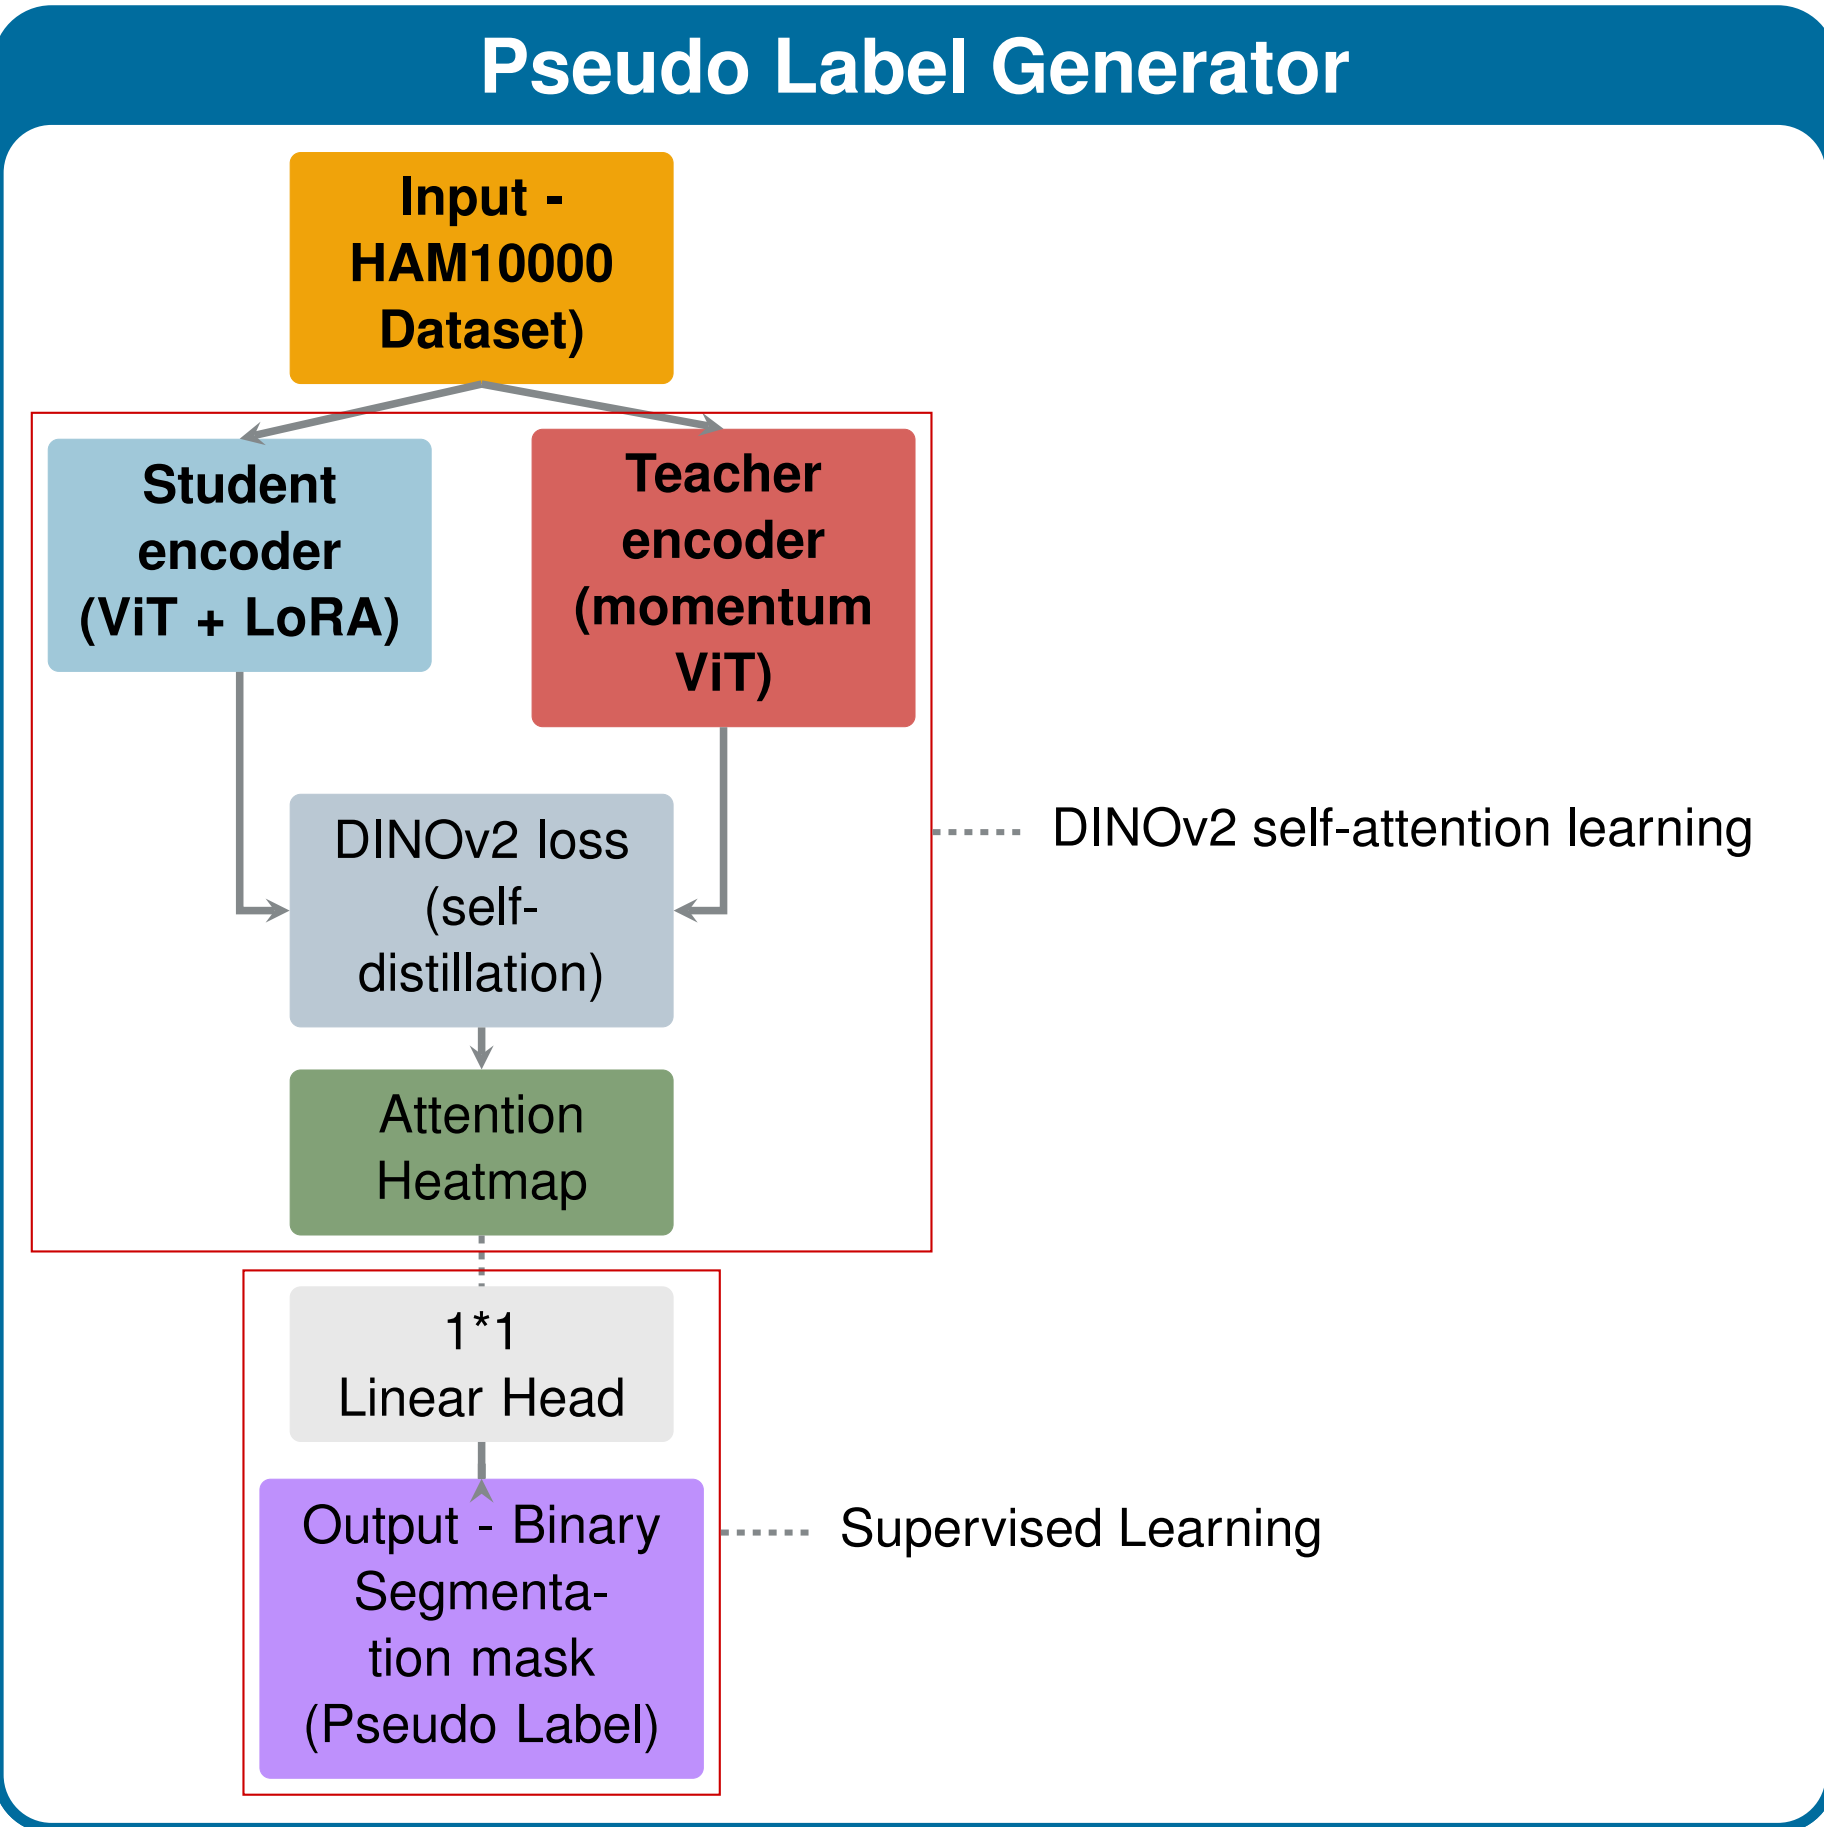 Pseudo Label Generator
Input -
HAM10000
Dataset)
Student
encoder
(ViT + LoRA)
Teacher
encoder
(momentum
ViT)
DINOv2 loss
(self-
distillation)
DINOv2 self-attention learning
Attention
Heatmap
1*1
Linear Head
Output - Binary
Segmenta-
tion mask
(Pseudo Label)
Supervised Learning